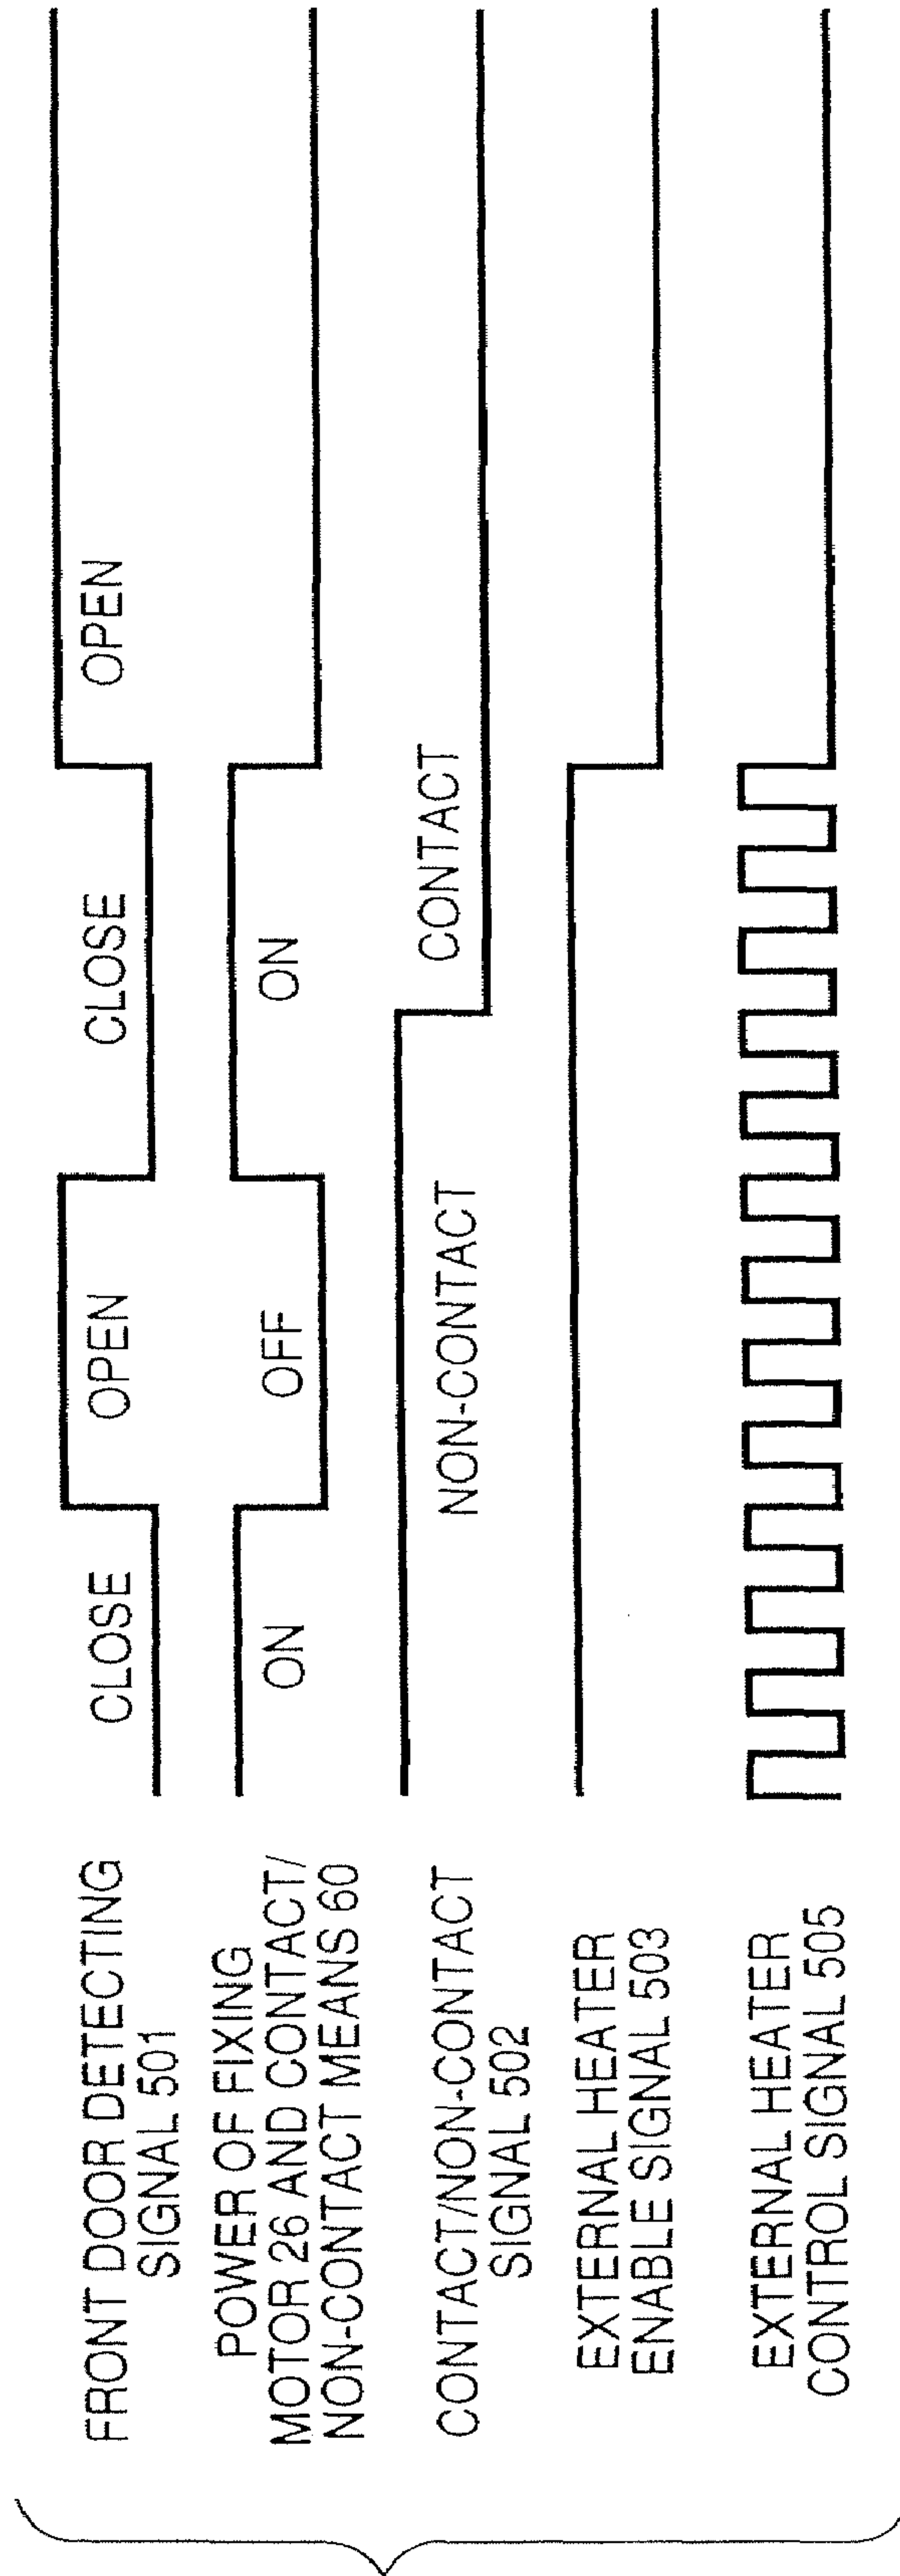 FRONT DOOR DETECTING
SIGNAL 501
CLOSE
OPEN
CLOSE
OPEN
POWER OF FIXING
MOTOR 26 AND CONTACT/
NON-CONTACT MEANS 60
ON
OFF
ON
CONTACT/NON-CONTACT
SIGNAL 502
NON-CONTACT
CONTACT
EXTERNAL HEATER
ENABLE SIGNAL 503
EXTERNAL HEATER
CONTROL SIGNAL 505